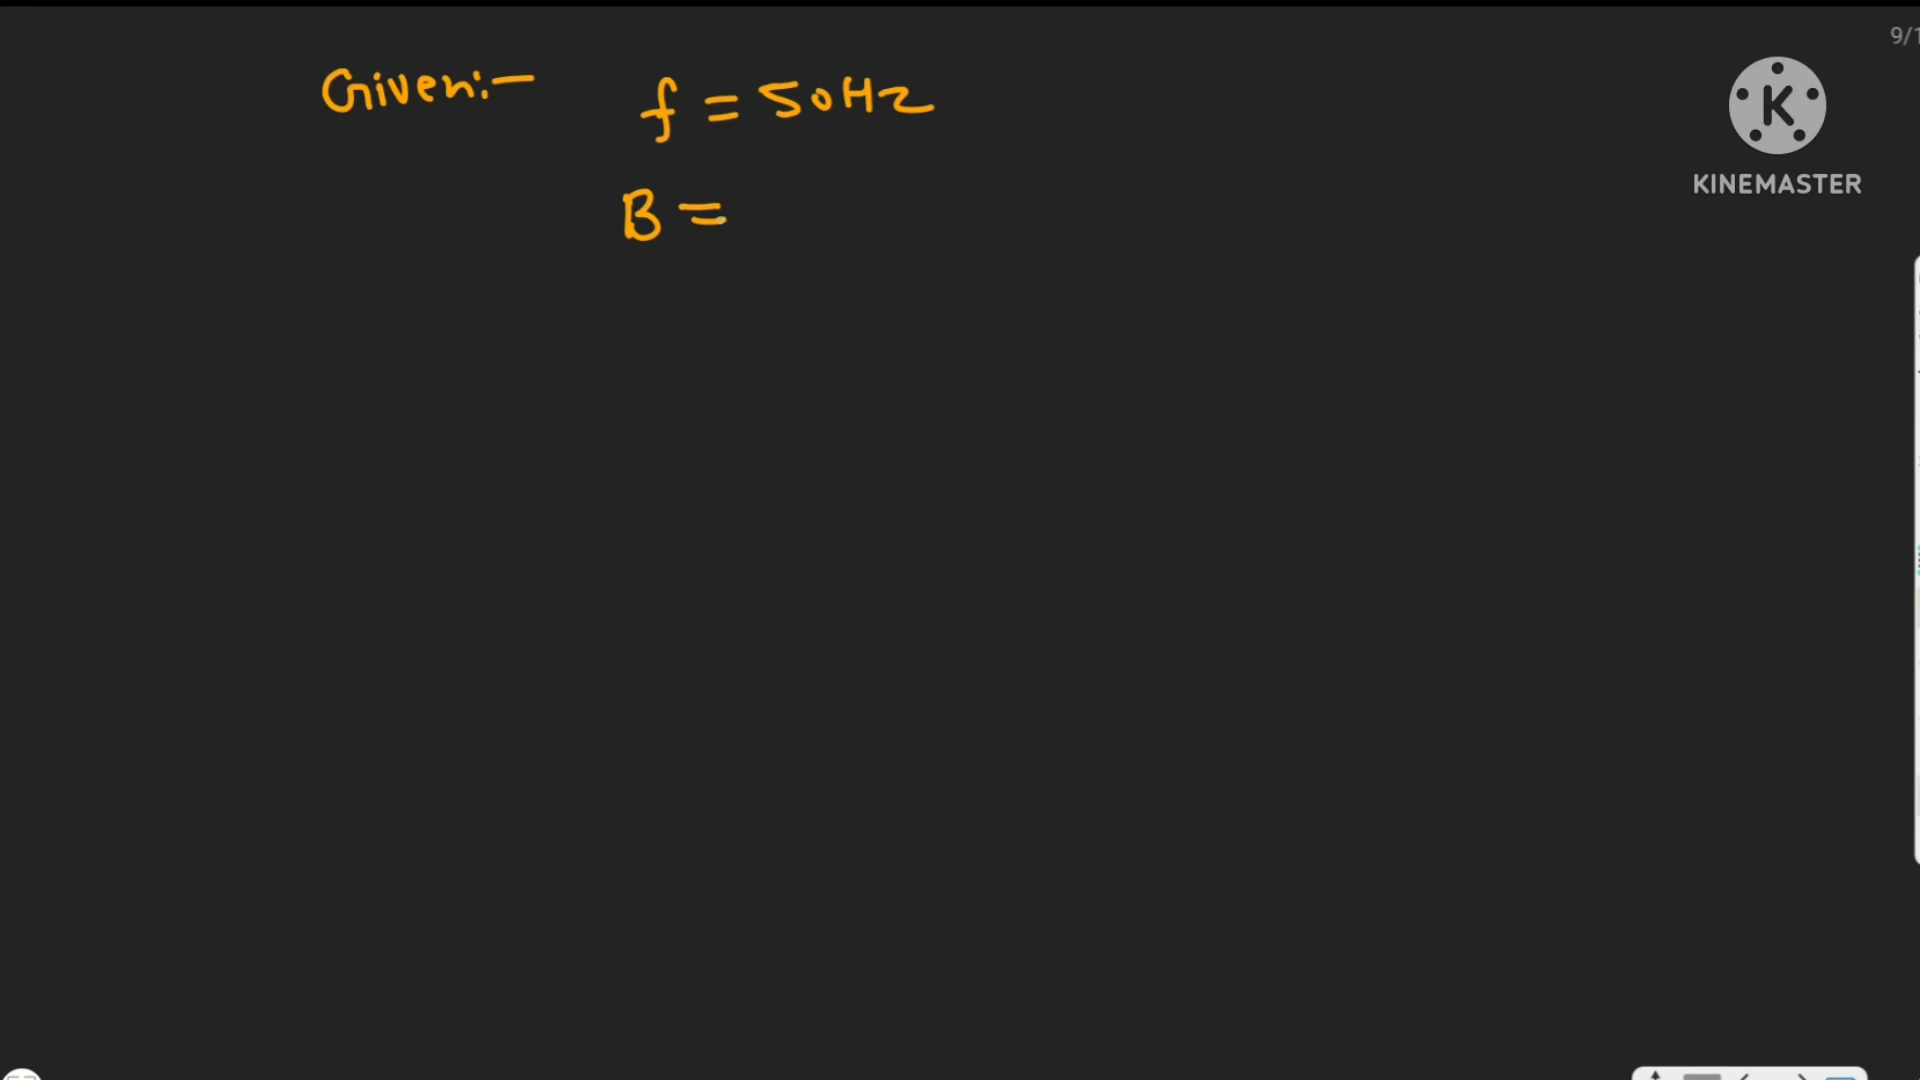 9/1
Given:- f = 50Hz
K
KINEMASTER
B =